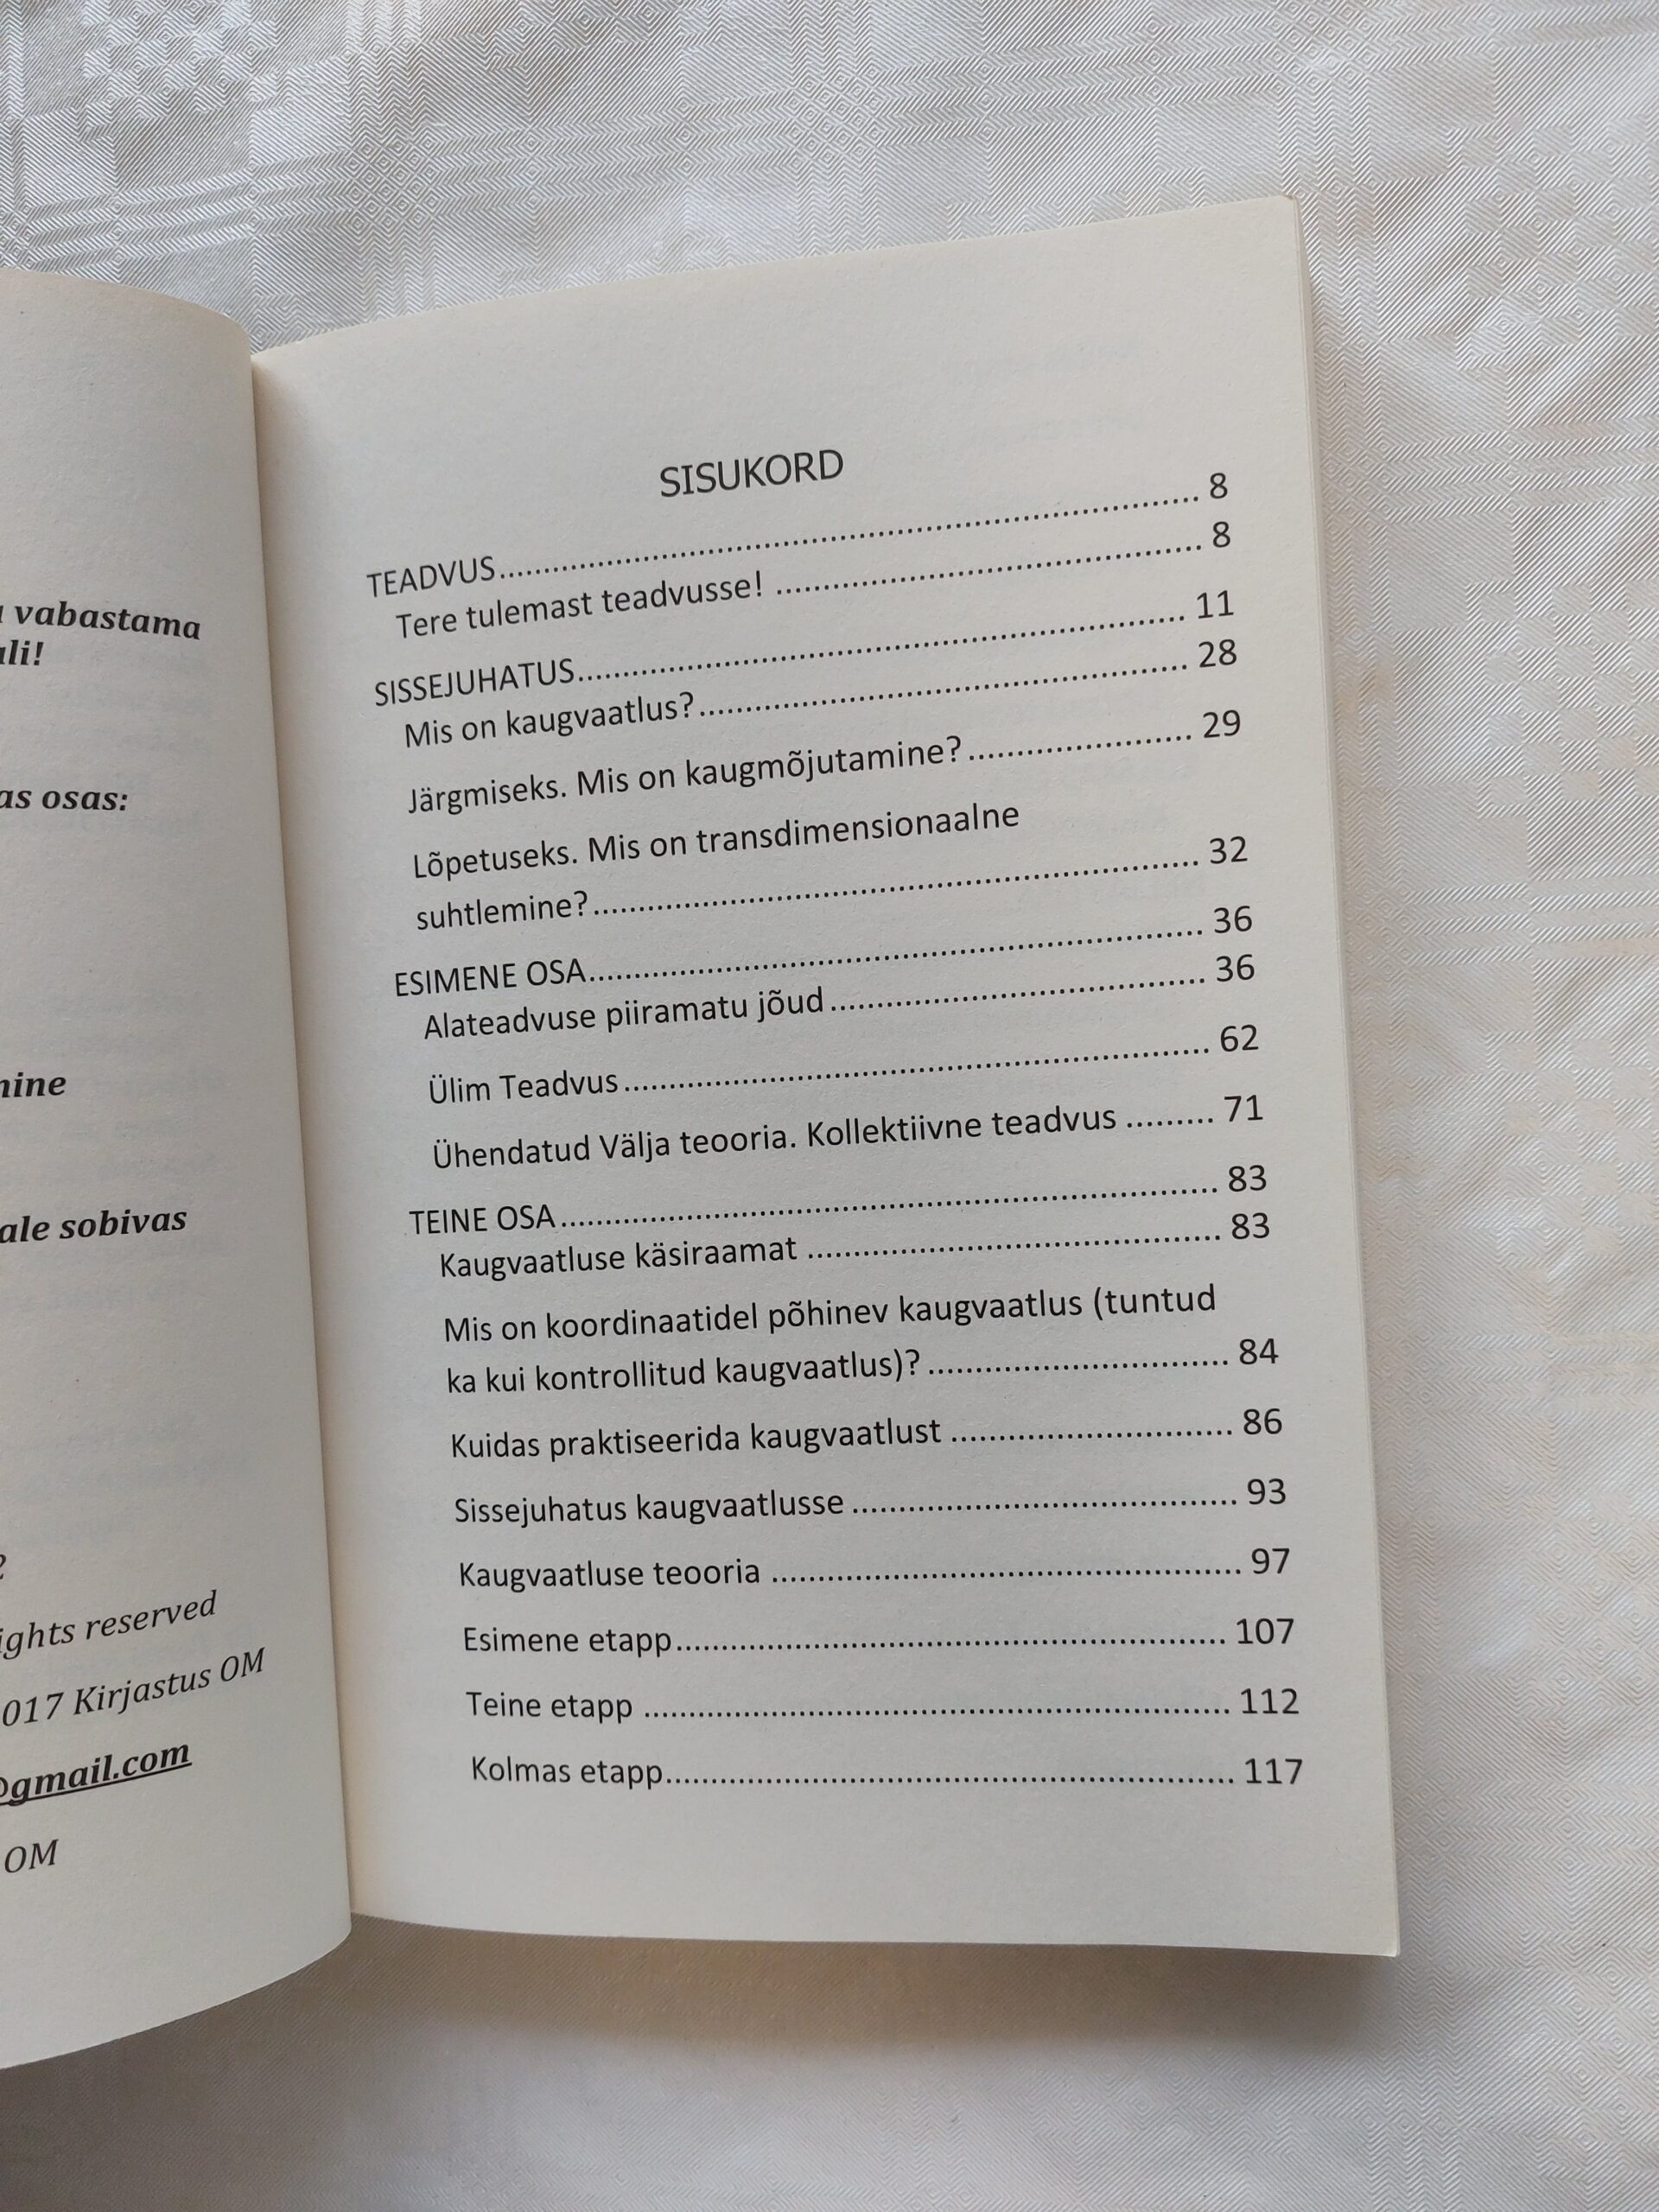 vabastama
as osas:
ale sobivas
ights reserved
017 Kirjastus OM
@gmail.com
OM
SISUKORD
TEADVUS........ 8
Tere tulemast teadvusse! ........ 8
SISSEJUHATUS........ 11
Mis on kaugvaatlus?........ 28
Järgmiseks. Mis on kaugmõjutamine?........ 29
Lõpetuseks. Mis on transdimensionaalne
suhtlemine?........ 32
ESIMENE OSA........ 36
Alateadvuse piiramatu jõud........ 36
Ülim Teadvus........ 62
Ühendatud Välja teooria. Kollektiivne teadvus ........ 71
TEINE OSA........ 83
Kaugvaatluse käsiraamat ........ 83
Mis on koordinaatidel põhinev kaugvaatlus (tuntud
ka kui kontrollitud kaugvaatlus)?........ 84
Kuidas praktiseerida kaugvaatlust ........ 86
Sissejuhatus kaugvaatlusse........ 93
Kaugvaatluse teooria ........ 97
Esimene etapp........ 107
Teine etapp ........ 112
Kolmas etapp........ 117